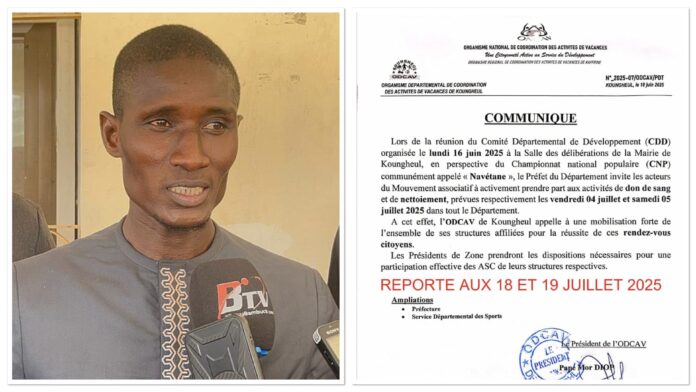 BTV
SONY
ORGANISME NATIONAL DE COORDINATION DES ACTIVITES DE VACANCES
Une Citoyenneté Active au Service du Développement
ORGANISME REGIONAL DE COORDINATION DES ACTIVITES DE VACANCES DE KAFFRINE
KOUNGHEUL
ORGANISME DEPARTEMENTAL DE COORDINATION
DES ACTIVITES DE VACANCES DE KOUNGHEUL
N°_2025-07/ODCAV/PDT
KOUNGHEUL, le 18 juin 2025
COMMUNIQUE
Lors de la réunion du Comité Départemental de Développement (CDD)
organisée le lundi 16 juin 2025 à la Salle des délibérations de la Mairie de
Koungheul, en perspective du Championnat national populaire (CNP)
communément appelé « Navétane », le Préfet du Département invite les acteurs
du Mouvement associatif à activement prendre part aux activités de don de sang
et de nettoiement, prévues respectivement les vendredi 04 juillet et samedi 05
juillet 2025 dans tout le Département.
A cet effet, l'ODCAV de Koungheul appelle à une mobilisation forte de
l'ensemble de ses structures affiliées pour la réussite de ces rendez-vous
citoyens.
Les Présidents de Zone prendront les dispositions nécessaires pour une
participation effective des ASC de leurs structures respectives.
REPORTE AUX 18 ET 19 JUILLET 2025
Ampliations
• Préfecture
• Service Départemental des Sports
Le Président de l'ODCAV
ODCAV
LE
PRESIDENT
Pape Mor DIOP